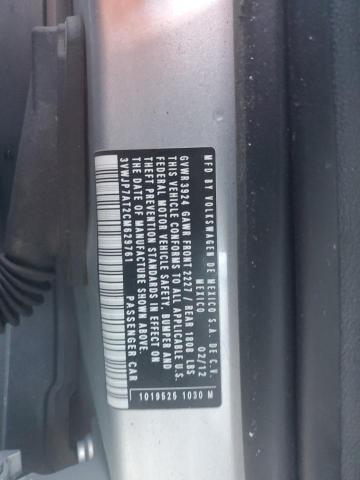 MFD BY VOLKSWAGEN DE MEXICO S.A. DE C.V.
MEXICO 02/12
GVWR 3924 GAWR FRONT 2227 / REAR 1808 LBS
THIS VEHICLE CONFORMS TO ALL APPLICABLE U.S.
FEDERAL MOTOR VEHICLE SAFETY, BUMPER AND
THEFT PREVENTION STANDARDS IN EFFECT ON
THE DATE OF MANUFACTURE SHOWN ABOVE.
3VWJP7AT7CM629761 PASSENGER CAR
1019525 1030 M